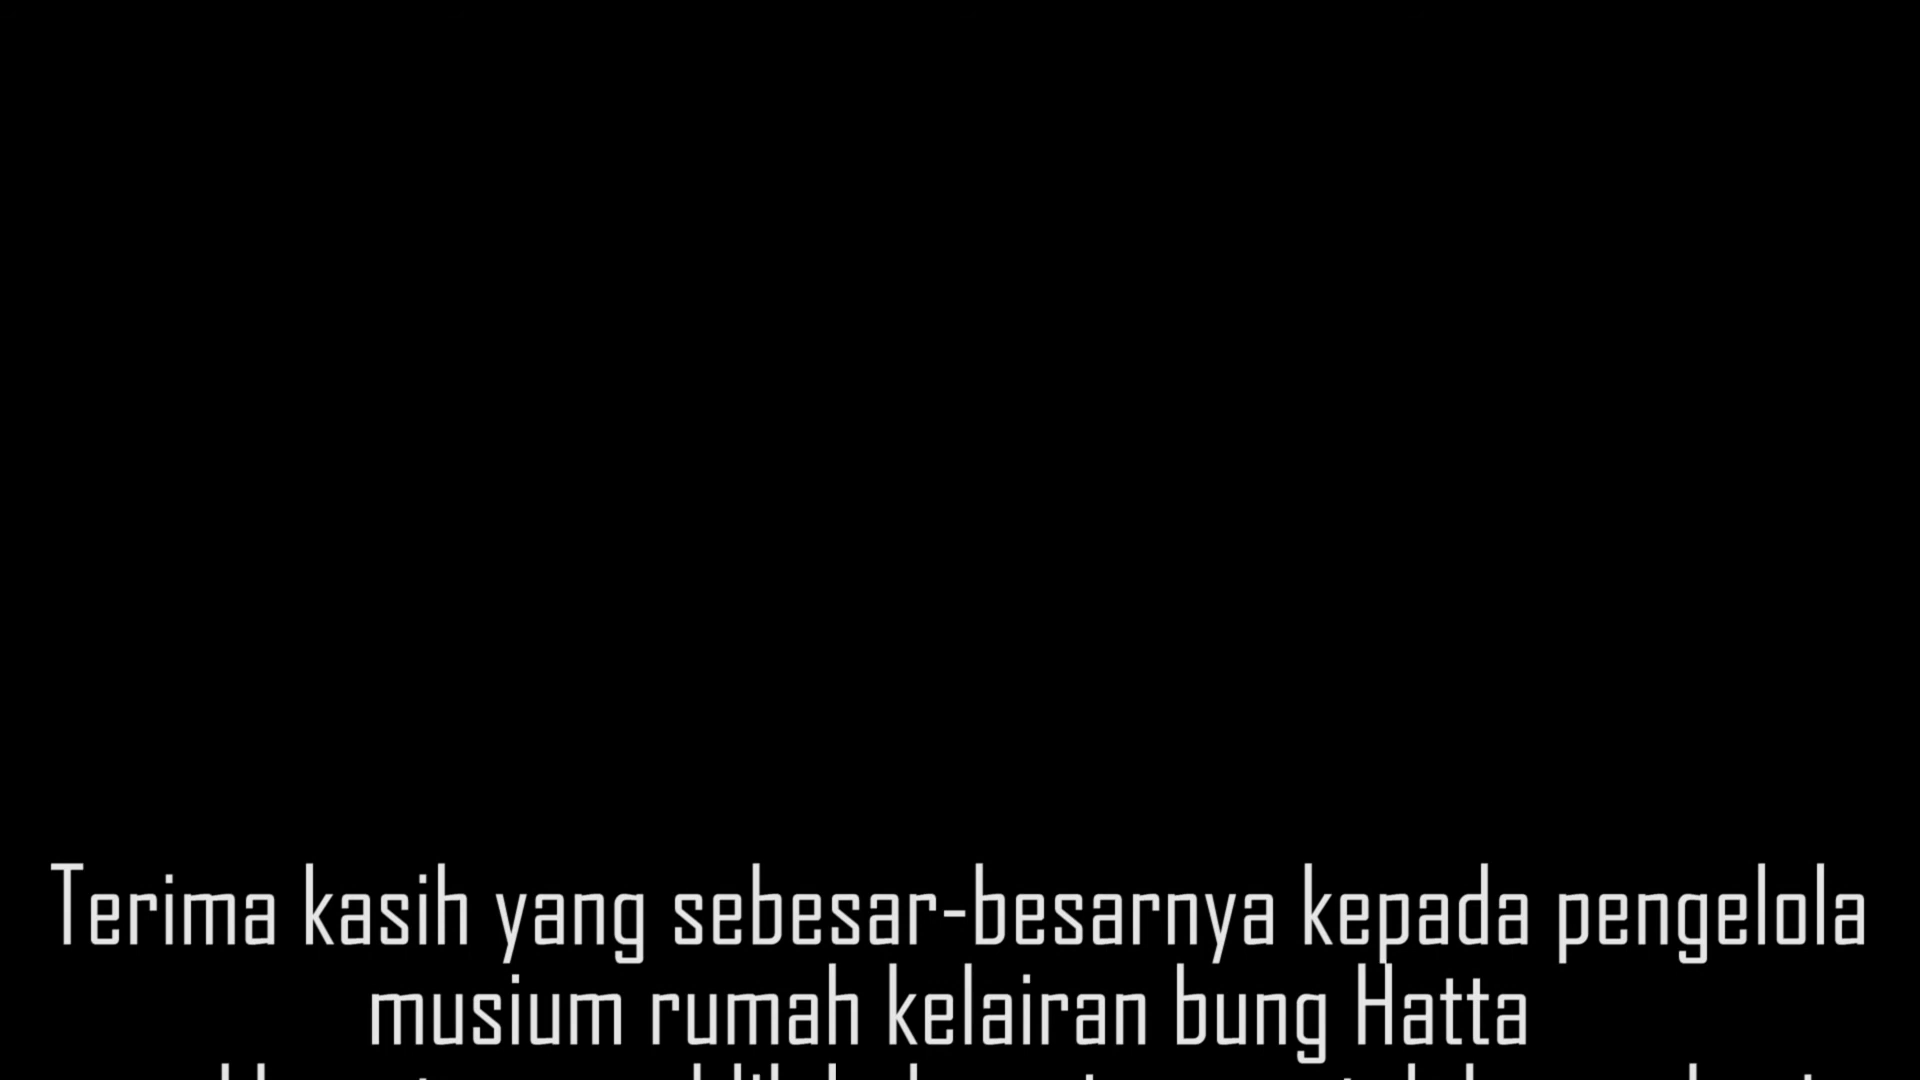 Terima kasih yang sebesar-besarnya kepada pengelola
musium rumah kelairan bung Hatta